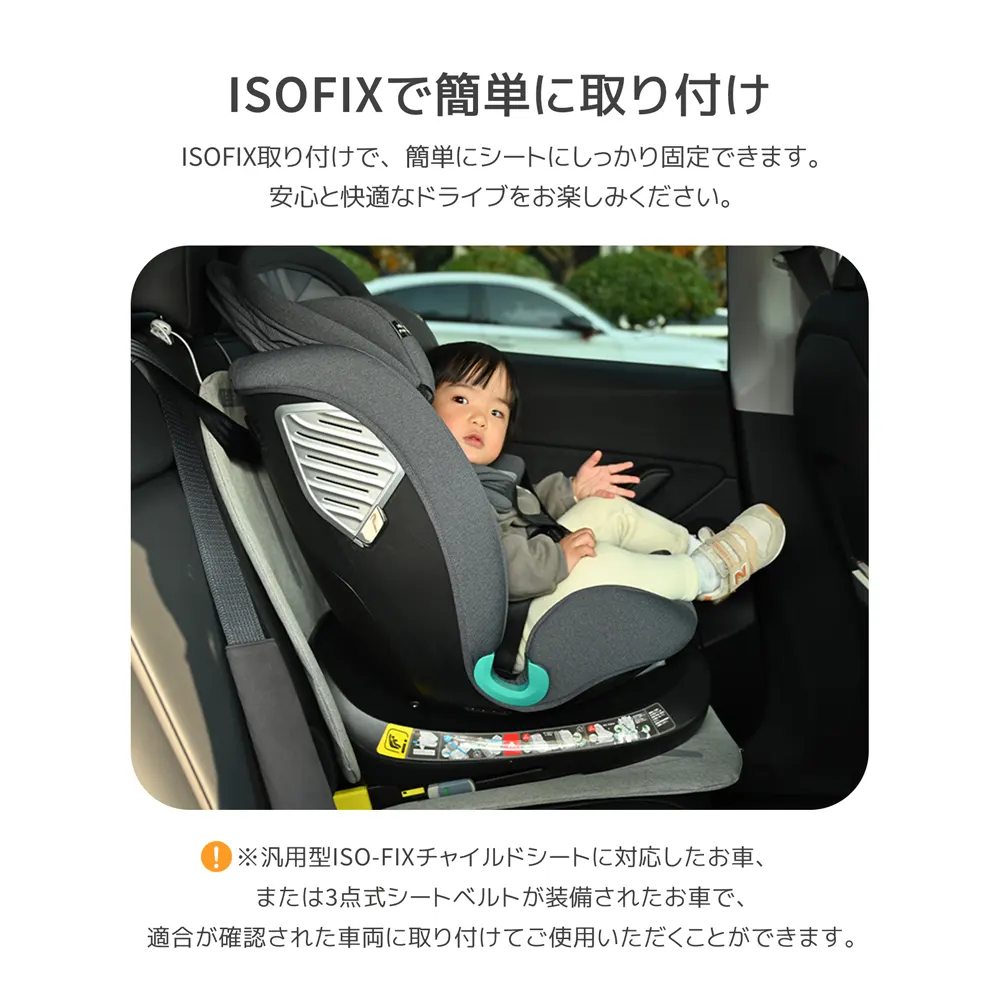 ISOFIXで簡単に取り付け
ISOFIX取り付けで、簡単にシートにしっかり固定できます。
安心と快適なドライブをお楽しみください。
※汎用型ISO-FIXチャイルドシートに対応したお車、
または3点式シートベルトが装備されたお車で、
適合が確認された車両に取り付けてご使用いただくことができます。